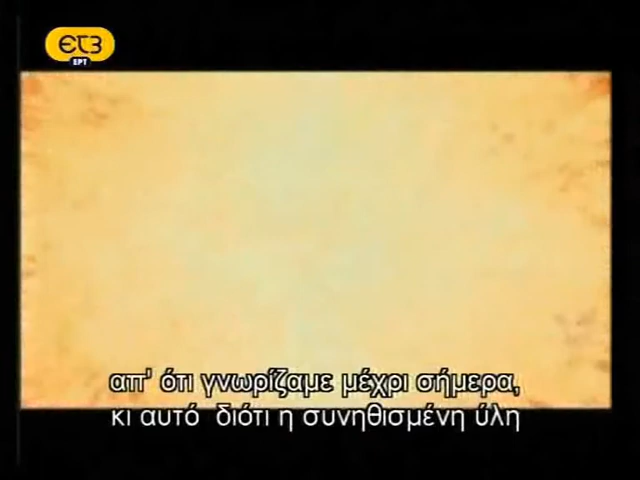 ετ3
ΕΡΤ
απ' ότι γνωρίζαμε μέχρι σήμερα,
κι αυτό διότι η συνηθισμένη ύλη